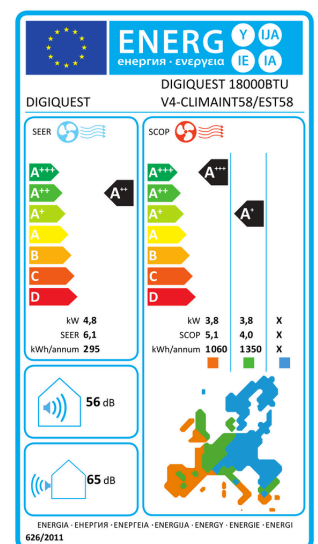 ENERG Y IJA
енергия · ενεργεια IE IA
DIGIQUEST 18000BTU
DIGIQUEST V4-CLIMAINT58/EST58
SEER SCOP
A+++ A+++ A+++
A++ A++ A++
A+ A+ A+
A A
B B
C C
D D
kW 4,8 kW 3,8 3,8 X
SEER 6,1 SCOP 5,1 4,0 X
kWh/annum 295 kWh/annum 1060 1350 X
56 dB
65 dB
ENERGIA · ЕНЕРГИЯ · ΕΝΕΡΓΕΙΑ · ENERGIJA · ENERGY · ENERGIE · ENERGI
626/2011